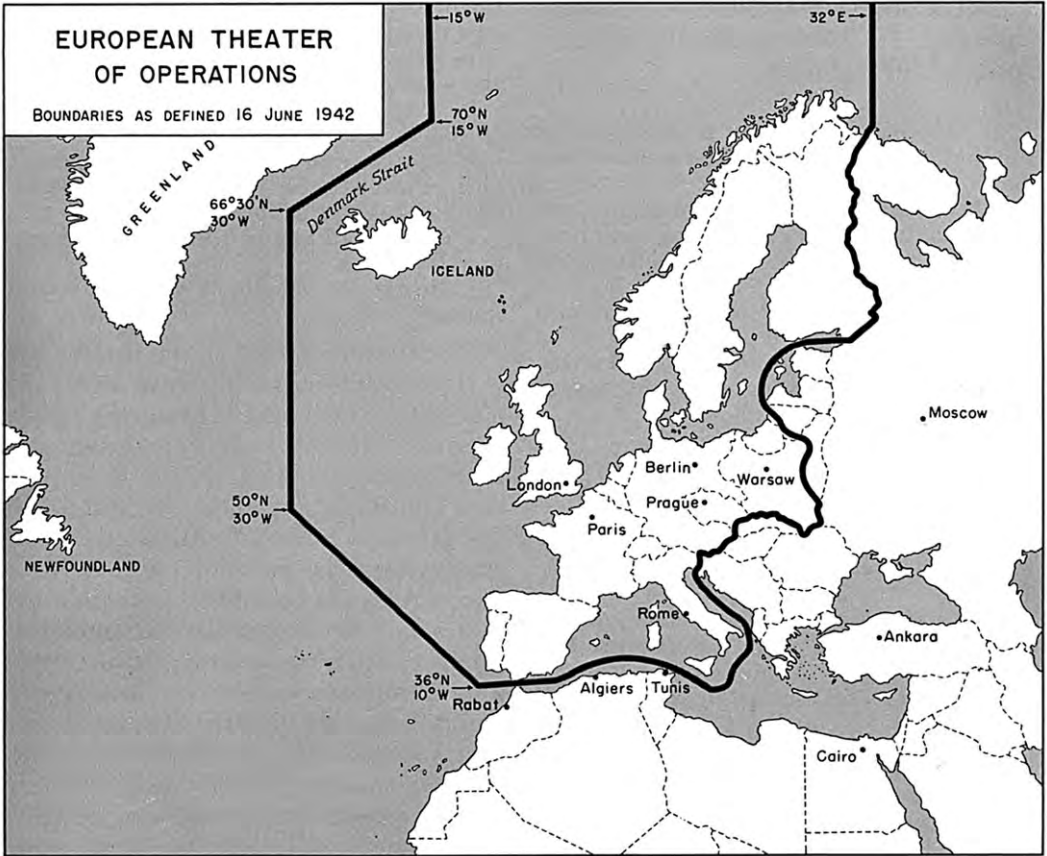 EUROPEAN THEATER
OF OPERATIONS
BOUNDARIES AS DEFINED 16 JUNE 1942
15°W
32°E
70°N
15°W
GREENLAND
Denmark Strait
66°30'N
30°W
ICELAND
Moscow
Berlin
Warsaw
London
Prague
50°N
30°W
Paris
NEWFOUNDLAND
Rome
Ankara
36°N
10°W
Algiers
Tunis
Rabat
Cairo